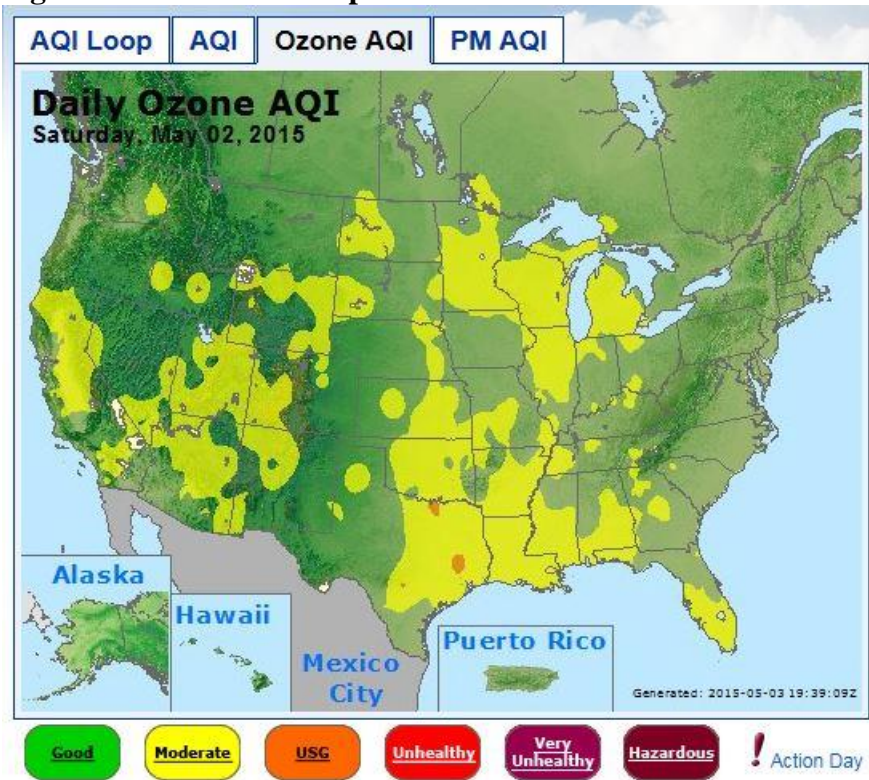 AQI Loop
AQI
Ozone AQI
PM AQI
Daily Ozone AQI
Saturday, May 02, 2015
Alaska
Hawaii
Mexico
City
Puerto Rico
Generated: 2015-05-03 19:39:09Z
Good
Moderate
USG
Unhealthy
Very
Unhealthy
Hazardous
! Action Day